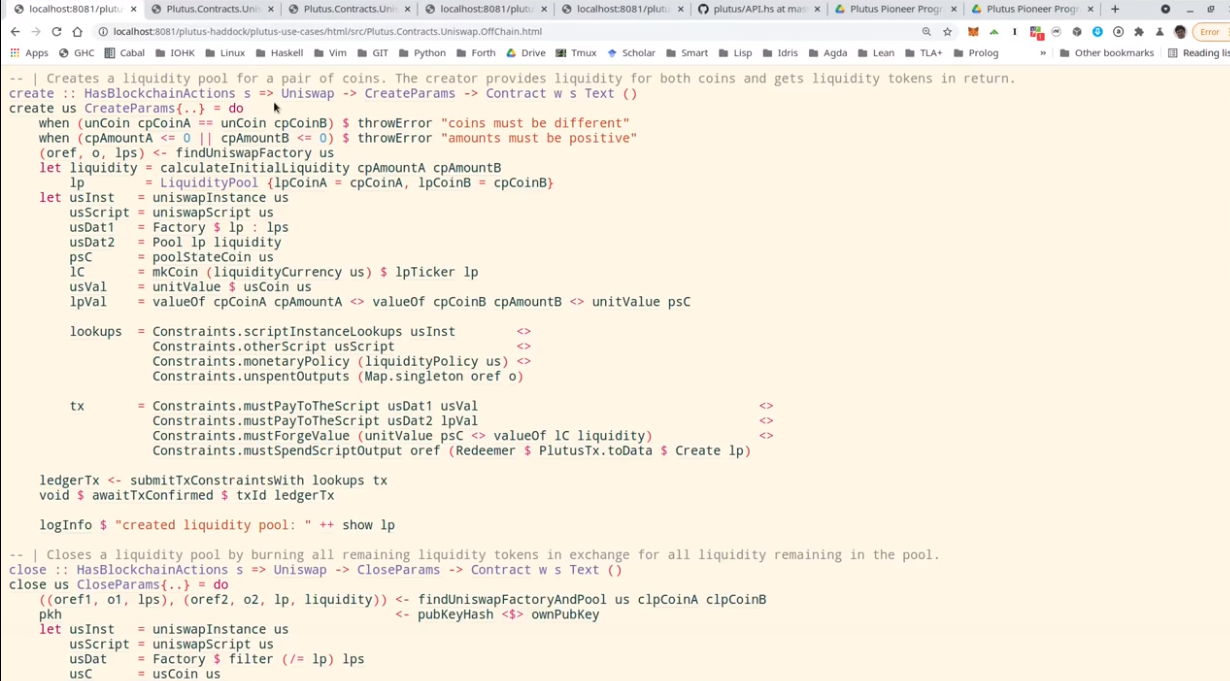 localhost:8081/plutu
Plutus.Contracts.Unis
Plutus.Contracts.Unis
localhost:8081/plutu
localhost:8081/plutu
plutus/API.hs at mas
Plutus Pioneer Progr
Plutus Pioneer Progr
localhost:8081/plutus-haddock/plutus-use-cases/html/src/Plutus.Contracts.Uniswap.OffChain.html
Error
Apps GHC Cabal IOHK Linux Haskell Vim GIT Python Forth Drive Tmux Scholar Smart Lisp Idris Agda Lean TLA+ Prolog » Other bookmarks Reading lis
-- | Creates a liquidity pool for a pair of coins. The creator provides liquidity for both coins and gets liquidity tokens in return.
create :: HasBlockchainActions s => Uniswap -> CreateParams -> Contract w s Text ()
create us CreateParams{..} = do
when (unCoin cpCoinA == unCoin cpCoinB) $ throwError "coins must be different"
when (cpAmountA <= 0 || cpAmountB <= 0) $ throwError "amounts must be positive"
(oref, o, lps) <- findUniswapFactory us
let liquidity = calculateInitialLiquidity cpAmountA cpAmountB
lp = LiquidityPool {lpCoinA = cpCoinA, lpCoinB = cpCoinB}
let usInst = uniswapInstance us
usScript = uniswapScript us
usDat1 = Factory $ lp : lps
usDat2 = Pool lp liquidity
psC = poolStateCoin us
lC = mkCoin (liquidityCurrency us) $ lpTicker lp
usVal = unitValue $ usCoin us
lpVal = valueOf cpCoinA cpAmountA <> valueOf cpCoinB cpAmountB <> unitValue psC
lookups = Constraints.scriptInstanceLookups usInst <>
Constraints.otherScript usScript <>
Constraints.monetaryPolicy (liquidityPolicy us) <>
Constraints.unspentOutputs (Map.singleton oref o)
tx = Constraints.mustPayToTheScript usDat1 usVal <>
Constraints.mustPayToTheScript usDat2 lpVal <>
Constraints.mustForgeValue (unitValue psC <> valueOf lC liquidity) <>
Constraints.mustSpendScriptOutput oref (Redeemer $ PlutusTx.toData $ Create lp)
ledgerTx <- submitTxConstraintsWith lookups tx
void $ awaitTxConfirmed $ txId ledgerTx
logInfo $ "created liquidity pool: " ++ show lp
-- | Closes a liquidity pool by burning all remaining liquidity tokens in exchange for all liquidity remaining in the pool.
close :: HasBlockchainActions s => Uniswap -> CloseParams -> Contract w s Text ()
close us CloseParams{..} = do
((oref1, o1, lps), (oref2, o2, lp, liquidity)) <- findUniswapFactoryAndPool us clpCoinA clpCoinB
pkh <- pubKeyHash <$> ownPubKey
let usInst = uniswapInstance us
usScript = uniswapScript us
usDat = Factory $ filter (/= lp) lps
usC = usCoin us